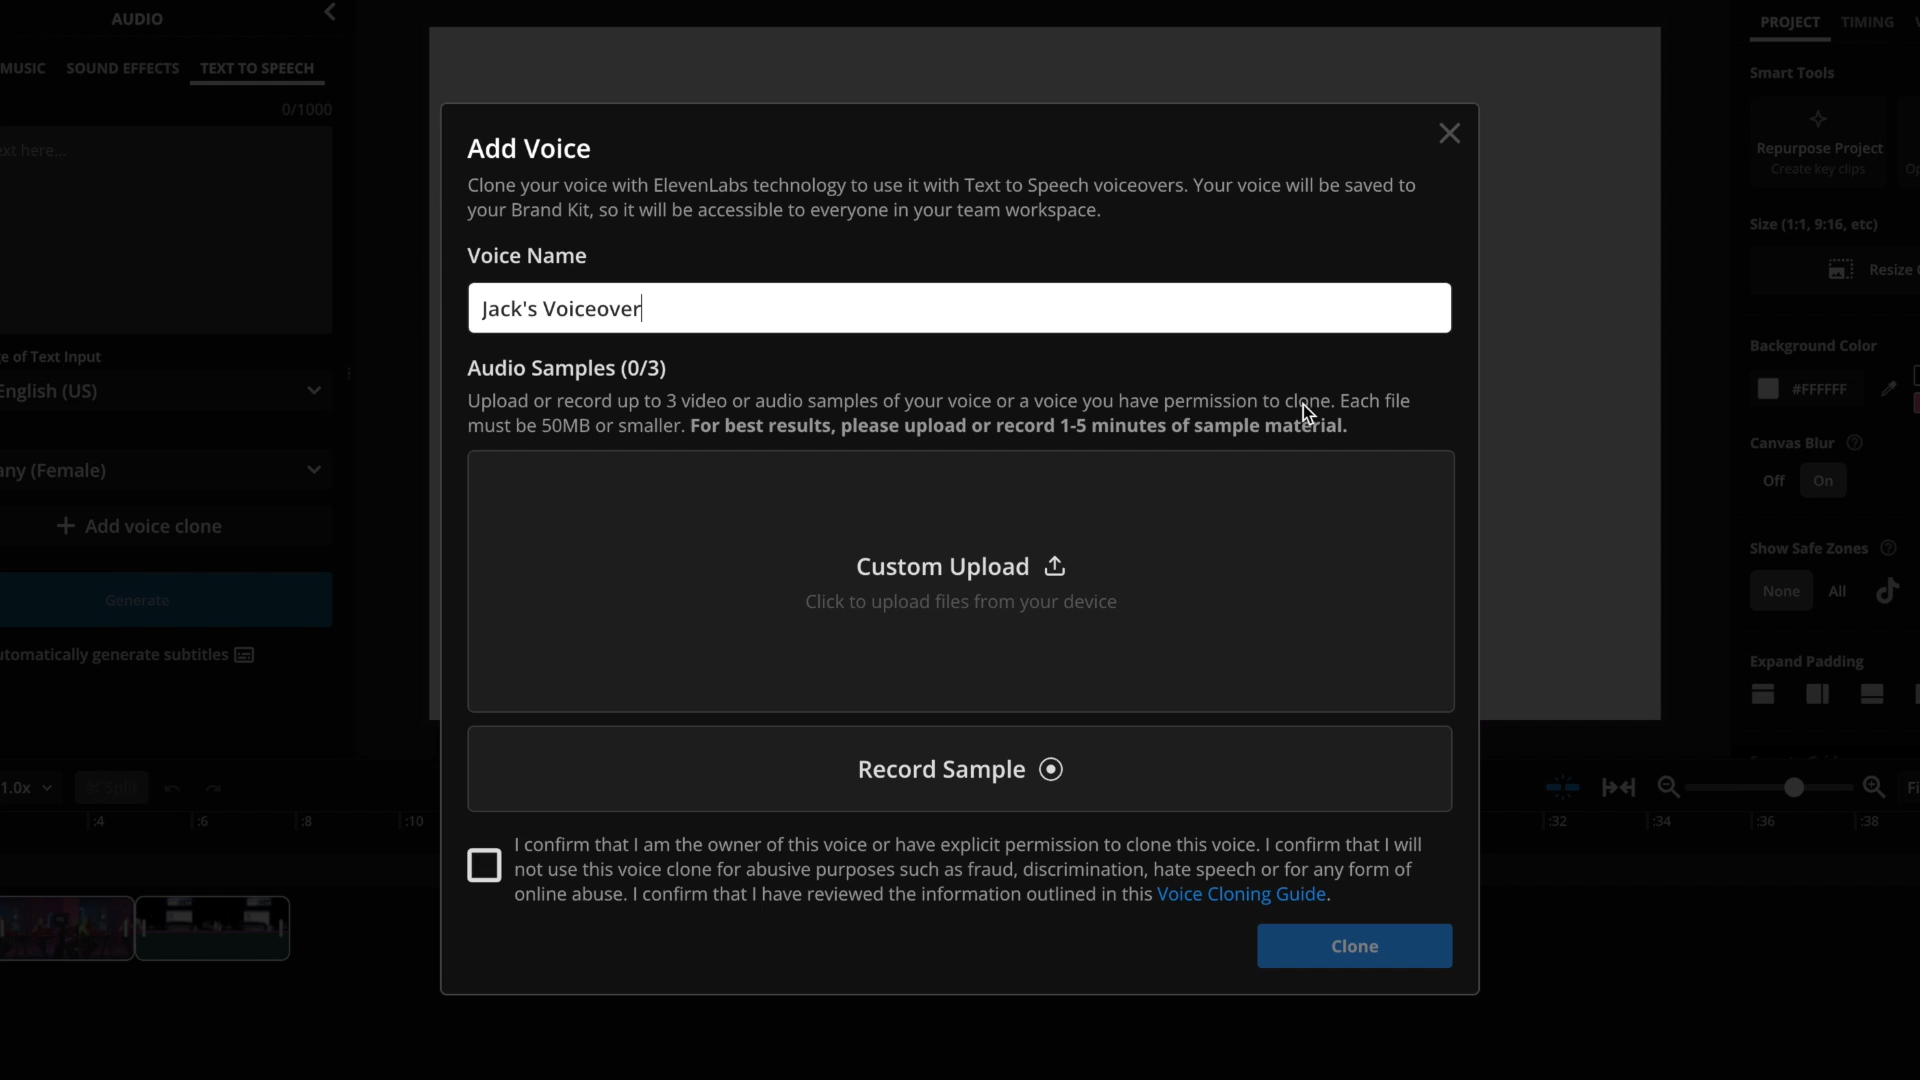 AUDIO
MUSIC SOUND EFFECTS TEXT TO SPEECH
0/1000
ext here...
ge of Text Input
English (US)
any (Female)
+ Add voice clone
Generate
utomatically generate subtitles
Add Voice
Clone your voice with ElevenLabs technology to use it with Text to Speech voiceovers. Your voice will be saved to
your Brand Kit, so it will be accessible to everyone in your team workspace.
Voice Name
Jack's Voiceover
Audio Samples (0/3)
Upload or record up to 3 video or audio samples of your voice or a voice you have permission to clone. Each file
must be 50MB or smaller. For best results, please upload or record 1-5 minutes of sample material.
Custom Upload
Click to upload files from your device
Record Sample
I confirm that I am the owner of this voice or have explicit permission to clone this voice. I confirm that I will
not use this voice clone for abusive purposes such as fraud, discrimination, hate speech or for any form of
online abuse. I confirm that I have reviewed the information outlined in this Voice Cloning Guide.
Clone
PROJECT TIMING
Smart Tools
Repurpose Project
Create key clips
Size (1:1, 9:16, etc)
Resize
Background Color
#FFFFFF
Canvas Blur
Off On
Show Safe Zones
None All
Expand Padding
1.0x Split
:4 :6 :8 :10 :32 :34 :36 :38